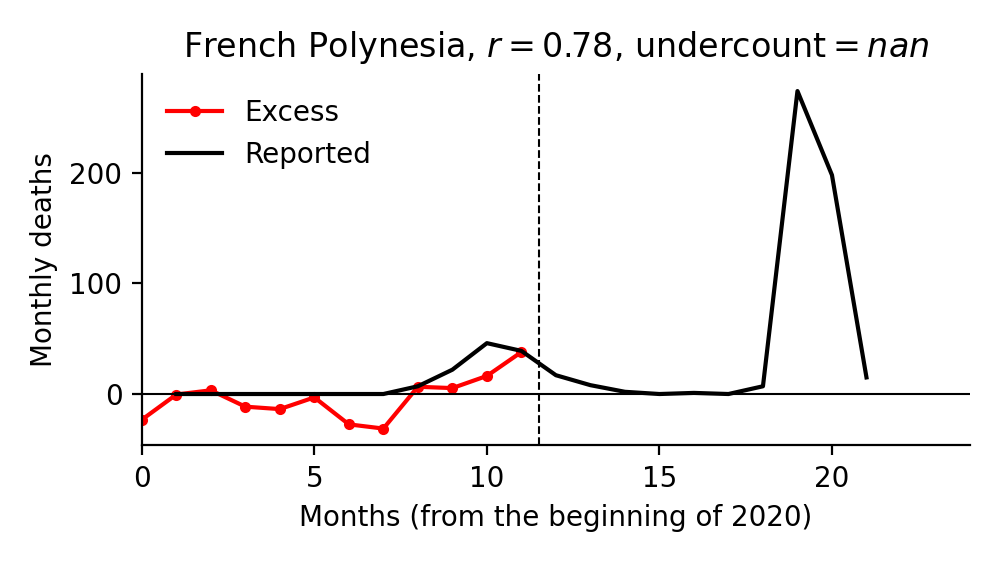 French Polynesia, r = 0.78, undercount = nan
Excess
Reported
Monthly deaths
200
100
0
0 5 10 15 20
Months (from the beginning of 2020)